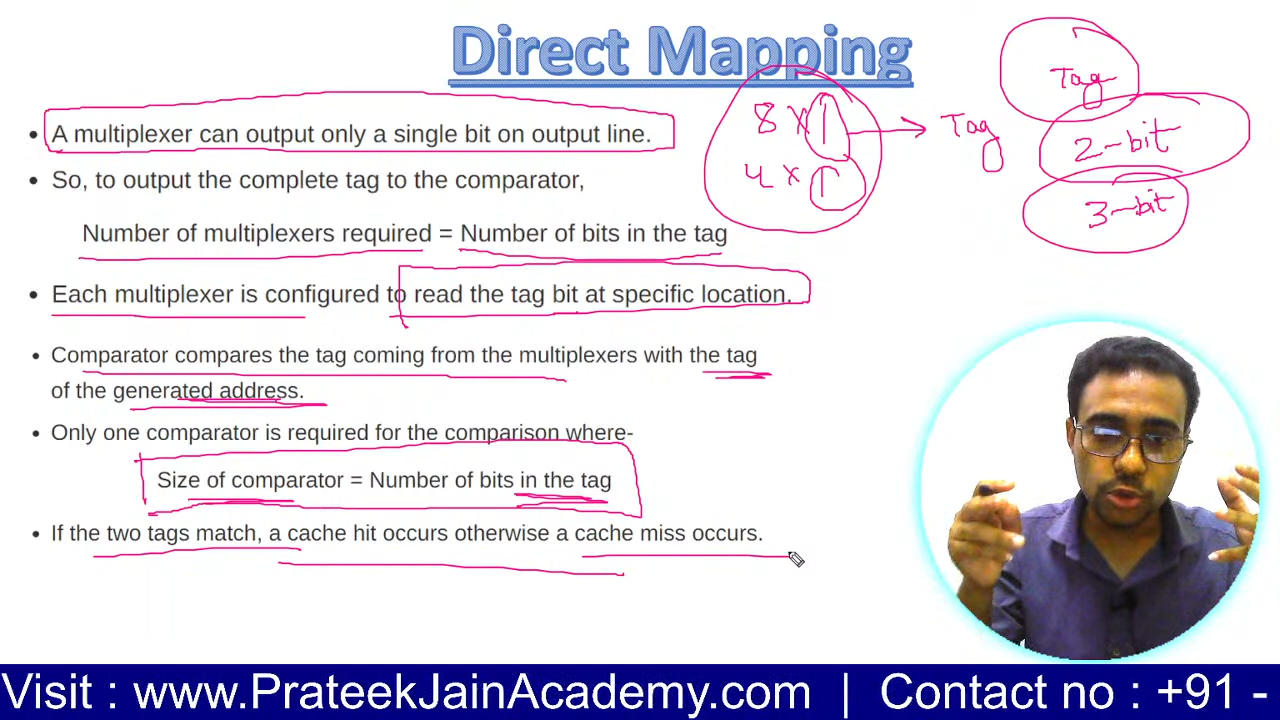 Direct Mapping
• A multiplexer can output only a single bit on output line.
• So, to output the complete tag to the comparator,
Number of multiplexers required = Number of bits in the tag
• Each multiplexer is configured to read the tag bit at specific location.
• Comparator compares the tag coming from the multiplexers with the tag
of the generated address.
• Only one comparator is required for the comparison where-
Size of comparator = Number of bits in the tag
• If the two tags match, a cache hit occurs otherwise a cache miss occurs.
8 x 1 → Tag
4 x 1
Tag
2-bit
3-bit
Visit : www.PrateekJainAcademy.com | Contact no : +91 -